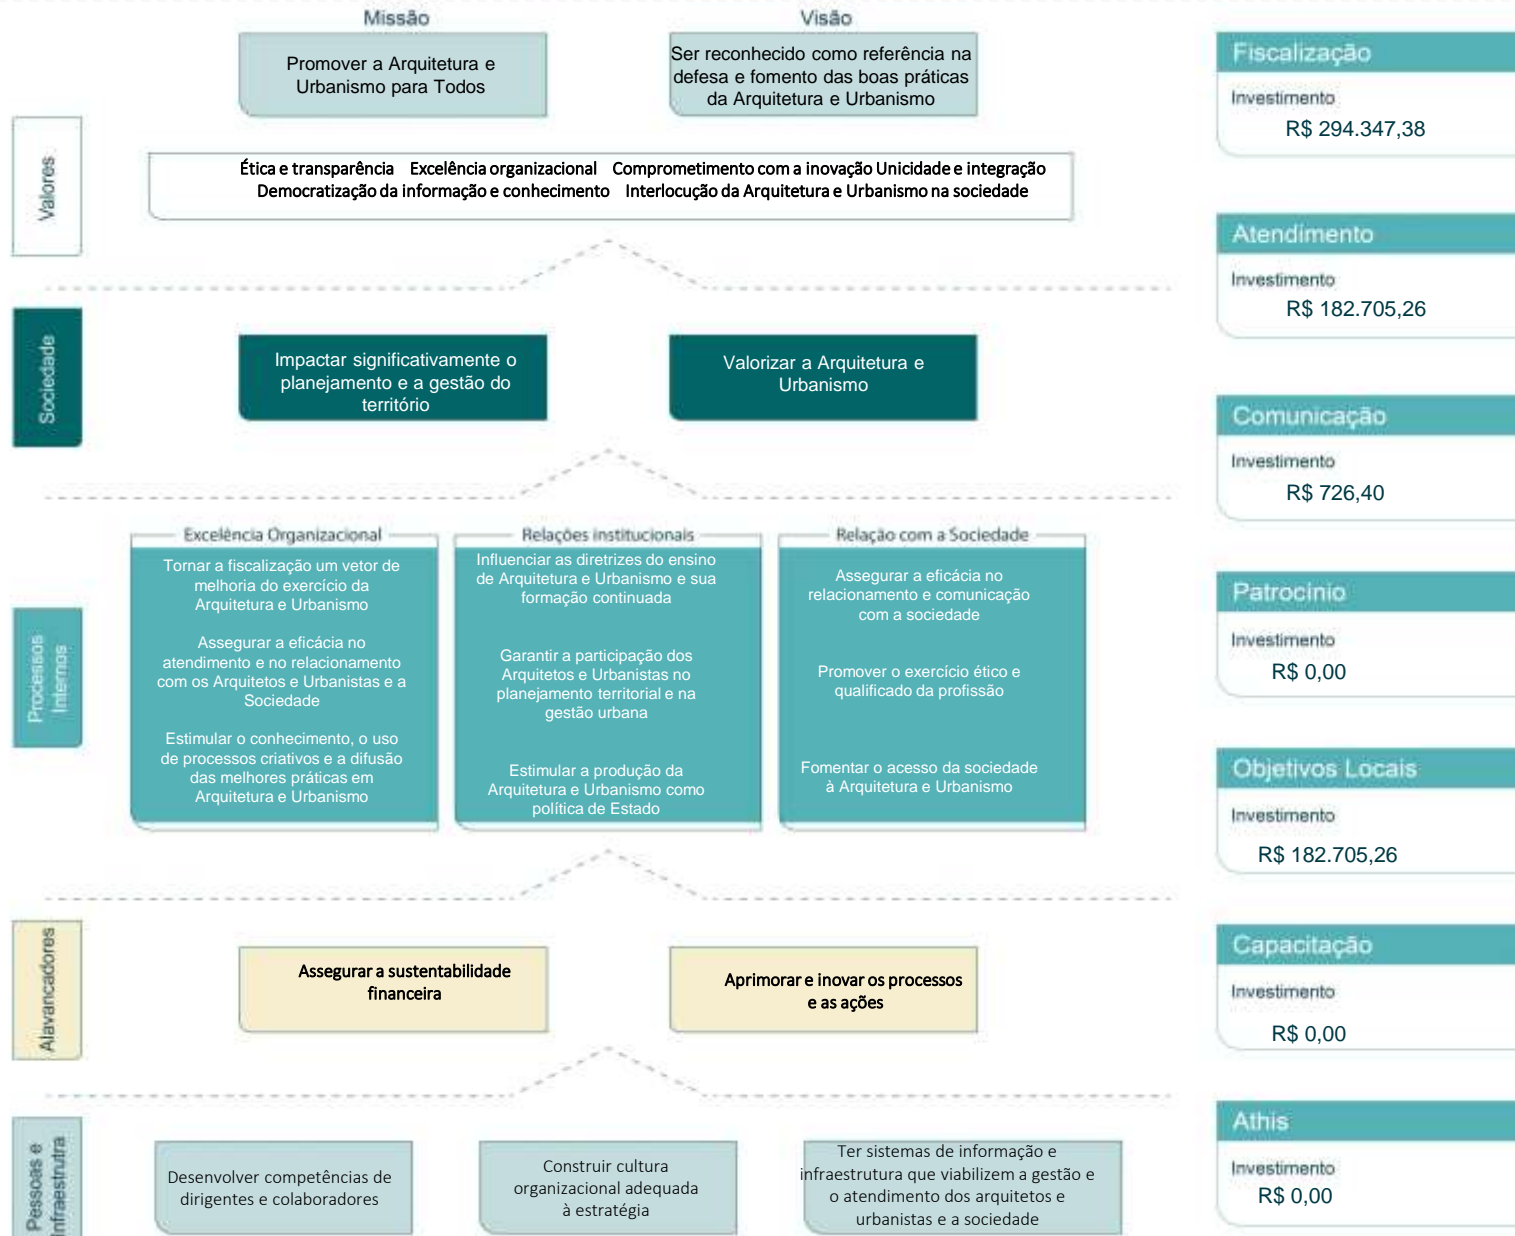 Missão
Promover a Arquitetura e
Urbanismo para Todos
Visão
Ser reconhecido como referência na
defesa e fomento das boas práticas
da Arquitetura e Urbanismo
Valores
Ética e transparência Excelência organizacional Comprometimento com a inovação Unicidade e integração
Democratização da informação e conhecimento Interlocução da Arquitetura e Urbanismo na sociedade
Sociedade
Impactar significativamente o
planejamento e a gestão do
território
Valorizar a Arquitetura e
Urbanismo
Processos
Internos
Excelência Organizacional
Tornar a fiscalização um vetor de
melhoria do exercício da
Arquitetura e Urbanismo
Assegurar a eficácia no
atendimento e no relacionamento
com os Arquitetos e Urbanistas e a
Sociedade
Estimular o conhecimento, o uso
de processos criativos e a difusão
das melhores práticas em
Arquitetura e Urbanismo
Relações institucionais
Influenciar as diretrizes do ensino
de Arquitetura e Urbanismo e sua
formação continuada
Garantir a participação dos
Arquitetos e Urbanistas no
planejamento territorial e na
gestão urbana
Estimular a produção da
Arquitetura e Urbanismo como
política de Estado
Relação com a Sociedade
Assegurar a eficácia no
relacionamento e comunicação
com a sociedade
Promover o exercício ético e
qualificado da profissão
Fomentar o acesso da sociedade
à Arquitetura e Urbanismo
Alavancadores
Assegurar a sustentabilidade
financeira
Aprimorar e inovar os processos
e as ações
Pessoas e
Infraestrutra
Desenvolver competências de
dirigentes e colaboradores
Construir cultura
organizacional adequada
à estratégia
Ter sistemas de informação e
infraestrutura que viabilizem a gestão e
o atendimento dos arquitetos e
urbanistas e a sociedade
Fiscalização
Investimento
R$ 294.347,38
Atendimento
Investimento
R$ 182.705,26
Comunicação
Investimento
R$ 726,40
Patrocínio
Investimento
R$ 0,00
Objetivos Locais
Investimento
R$ 182.705,26
Capacitação
Investimento
R$ 0,00
Athis
Investimento
R$ 0,00